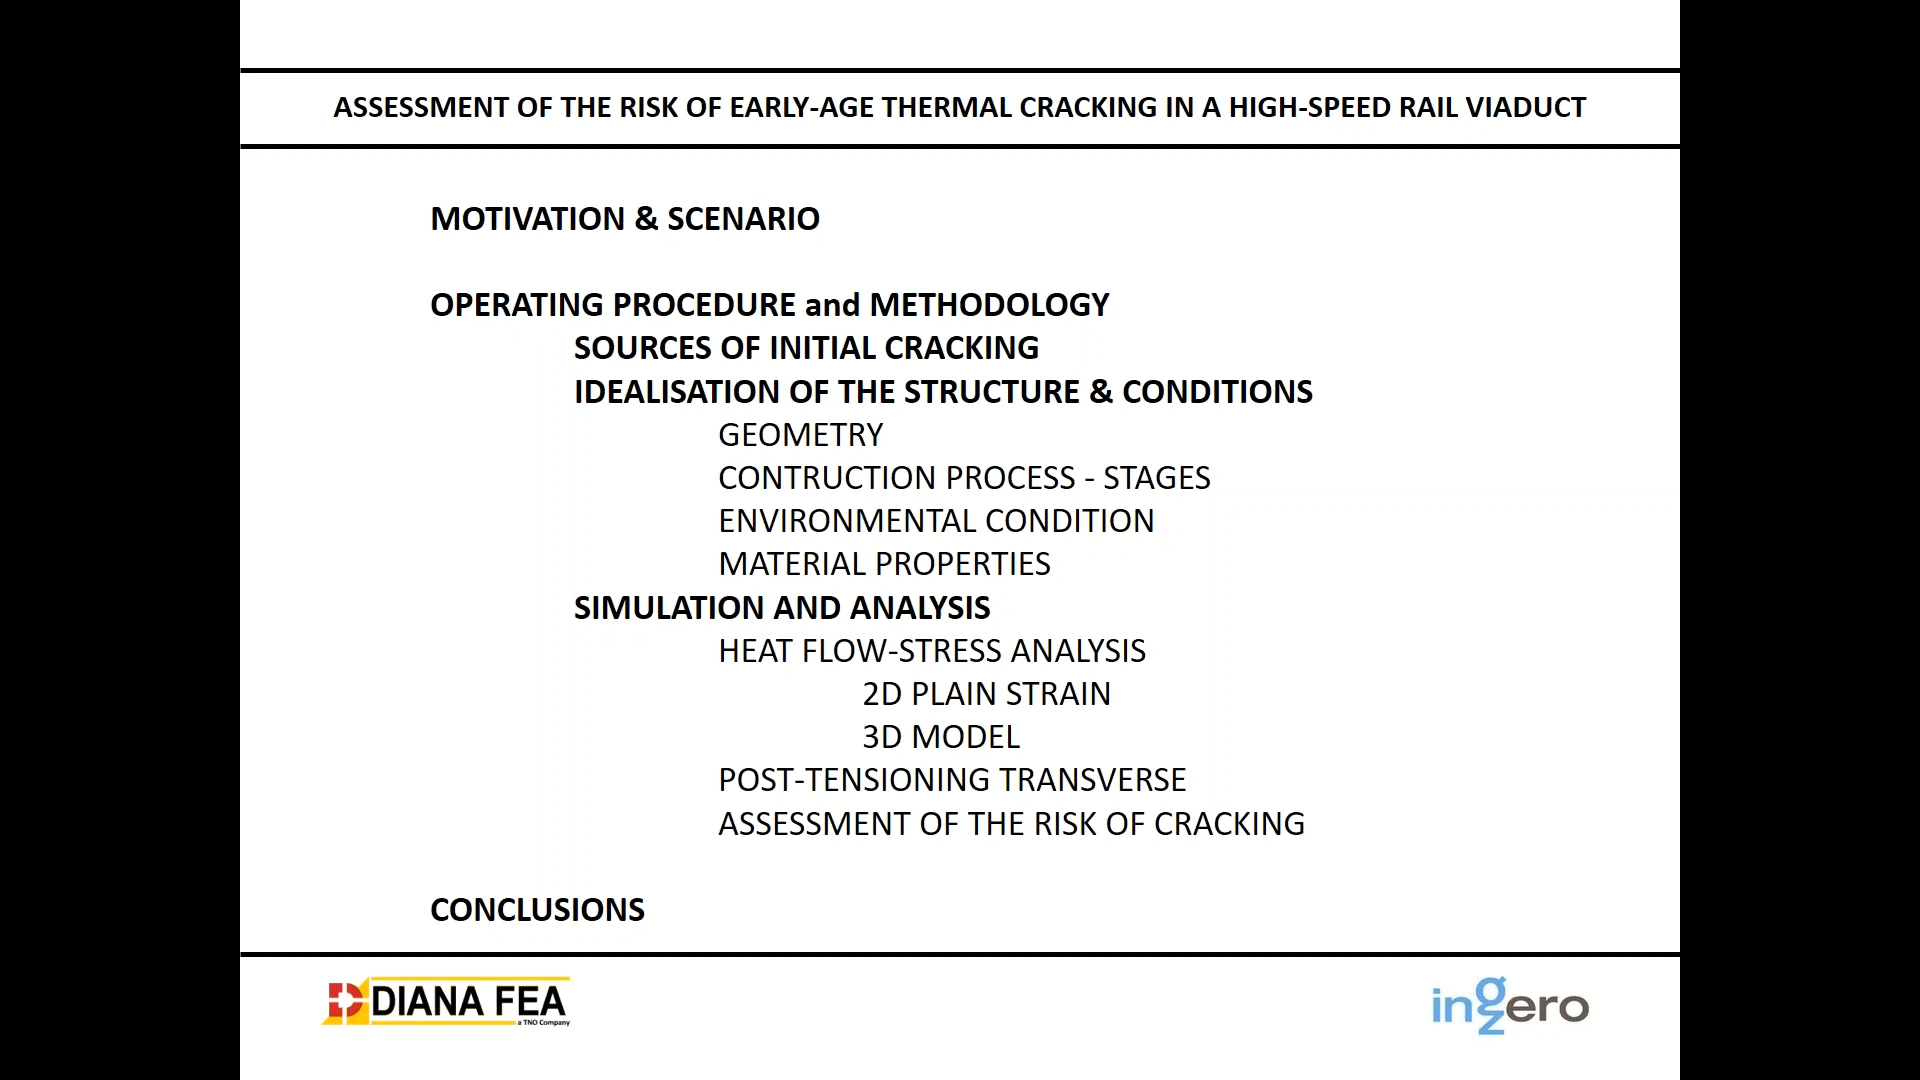 ASSESSMENT OF THE RISK OF EARLY-AGE THERMAL CRACKING IN A HIGH-SPEED RAIL VIADUCT
MOTIVATION & SCENARIO
OPERATING PROCEDURE and METHODOLOGY
SOURCES OF INITIAL CRACKING
IDEALISATION OF THE STRUCTURE & CONDITIONS
GEOMETRY
CONTRUCTION PROCESS - STAGES
ENVIRONMENTAL CONDITION
MATERIAL PROPERTIES
SIMULATION AND ANALYSIS
HEAT FLOW-STRESS ANALYSIS
2D PLAIN STRAIN
3D MODEL
POST-TENSIONING TRANSVERSE
ASSESSMENT OF THE RISK OF CRACKING
CONCLUSIONS
DIANA FEA
a TNO Company
ingzero